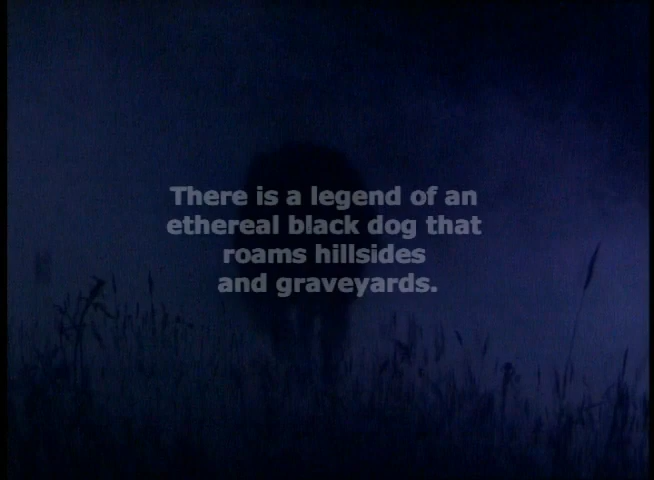 There is a legend of an
ethereal black dog that
roams hillsides
and graveyards.